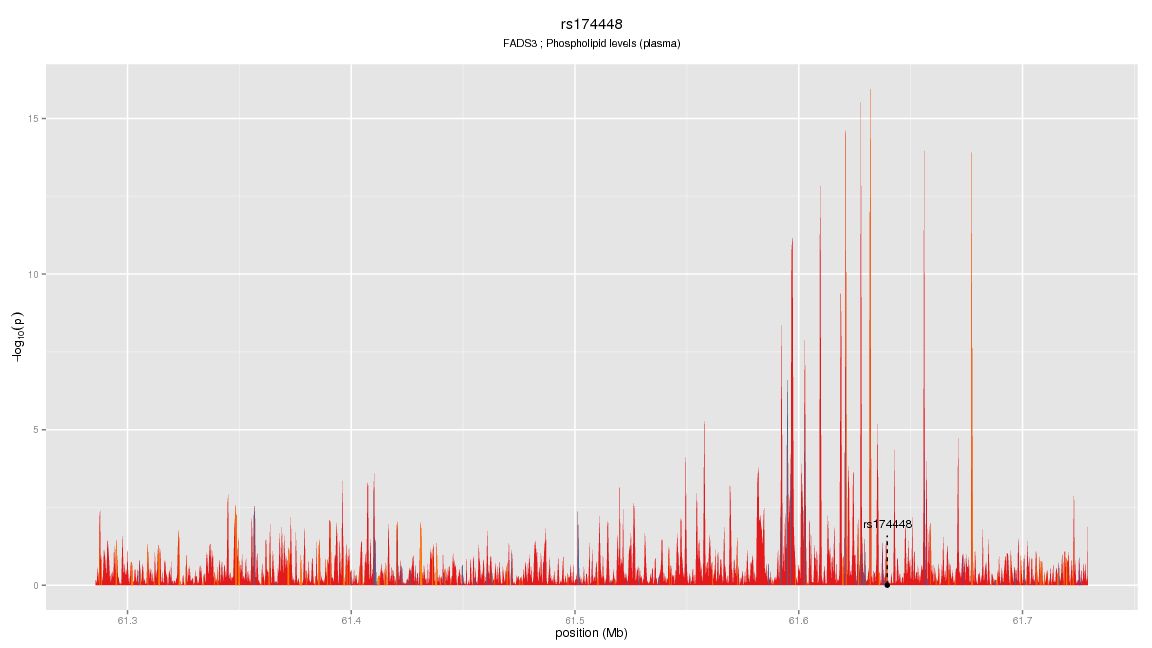 rs174448
FADS3 ; Phospholipid levels (plasma)
15
10
5
0
−log10(p)
rs174448
61.3
61.4
61.5
61.6
61.7
position (Mb)